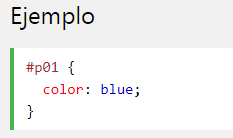 Ejemplo
#p01 {
  color: blue;
}